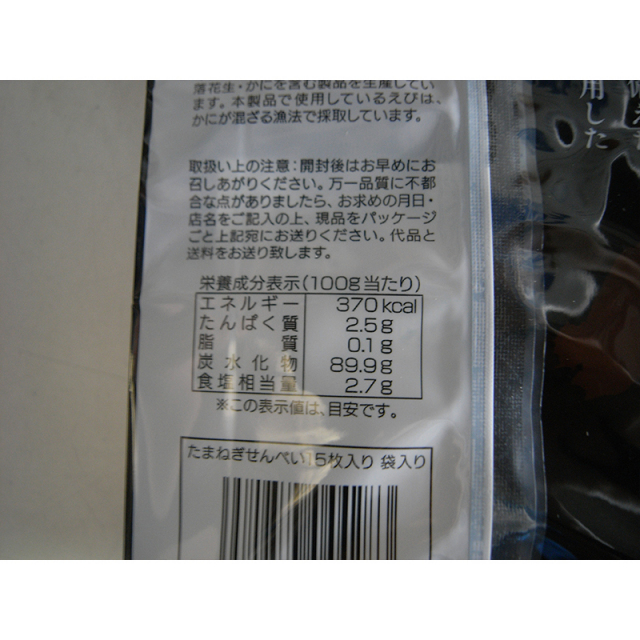 落花生・かにを含む製品を生産してい
ます。本製品で使用しているえびは、
かにが混ざる漁法で採取しています。
取扱い上の注意:開封後はお早めにお
召しあがりください。万一品質に不都
合な点がありましたら、お求めの月日・
店名をご記入の上、現品をパッケージ
ごと上記宛にお送りください。代品と
送料をお送り致します。
栄養成分表示(100g当たり)
エネルギー 370kcal
たんぱく質 2.5g
脂質 0.1g
炭水化物 89.9g
食塩相当量 2.7g
※この表示値は、目安です。
たまねぎせんべい15枚入り 袋入り
用した